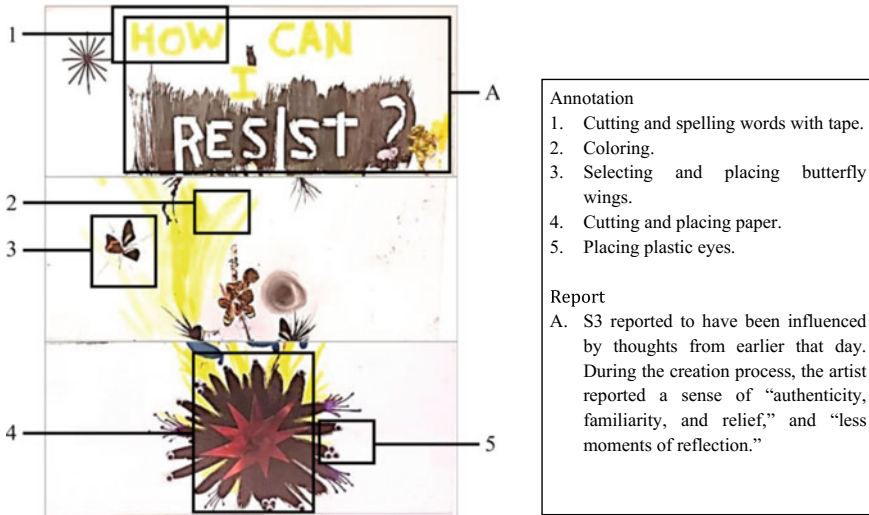 1
HOW CAN
I
RESIST?
A
2
3
4
5
Annotation
1. Cutting and spelling words with tape.
2. Coloring.
3. Selecting and placing butterfly
wings.
4. Cutting and placing paper.
5. Placing plastic eyes.
Report
A. S3 reported to have been influenced
by thoughts from earlier that day.
During the creation process, the artist
reported a sense of “authenticity,
familiarity, and relief,” and “less
moments of reflection.”